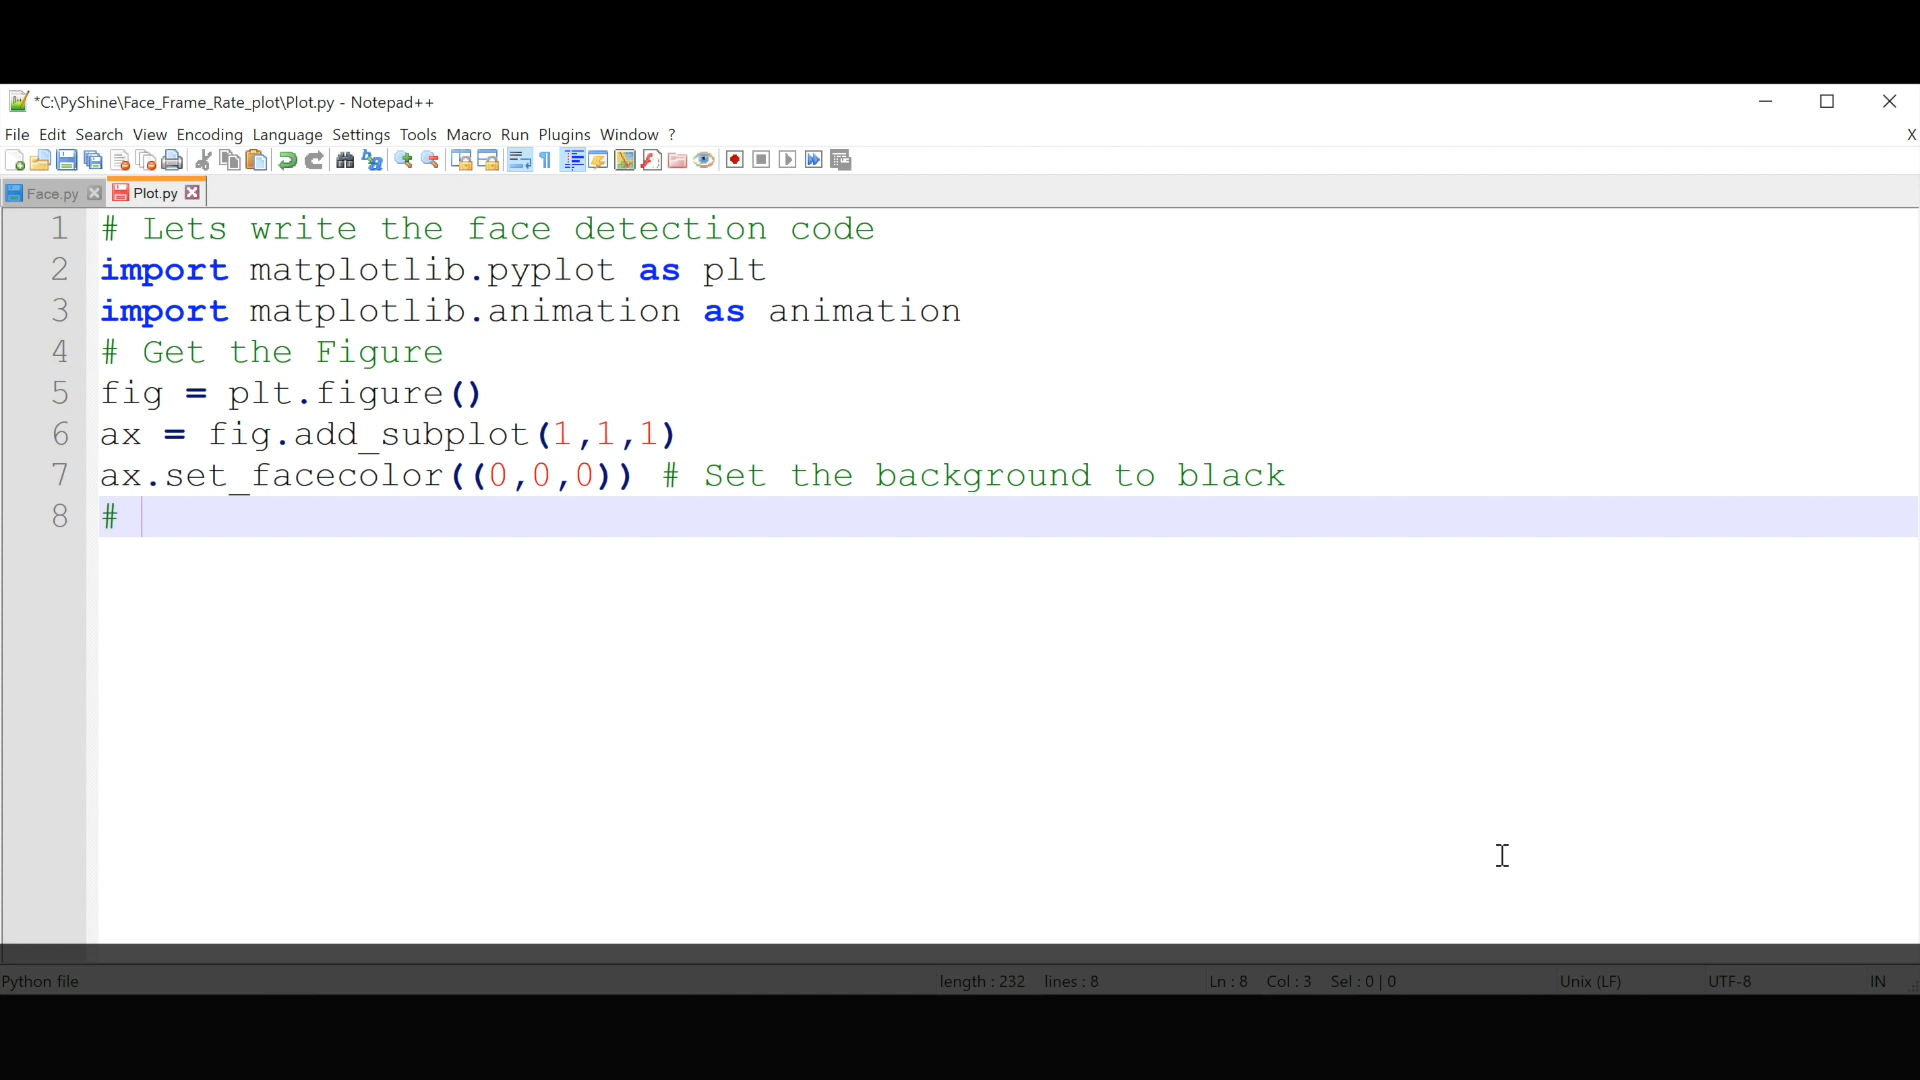 *C:\PyShine\Face_Frame_Rate_plot\Plot.py - Notepad++
File Edit Search View Encoding Language Settings Tools Macro Run Plugins Window ? X
Face.py Plot.py
1 # Lets write the face detection code
2 import matplotlib.pyplot as plt
3 import matplotlib.animation as animation
4 # Get the Figure
5 fig = plt.figure()
6 ax = fig.add_subplot(1,1,1)
7 ax.set_facecolor((0,0,0)) # Set the background to black
8 #
Python file length : 232 lines : 8 Ln : 8 Col : 3 Sel : 0 | 0 Unix (LF) UTF-8 IN